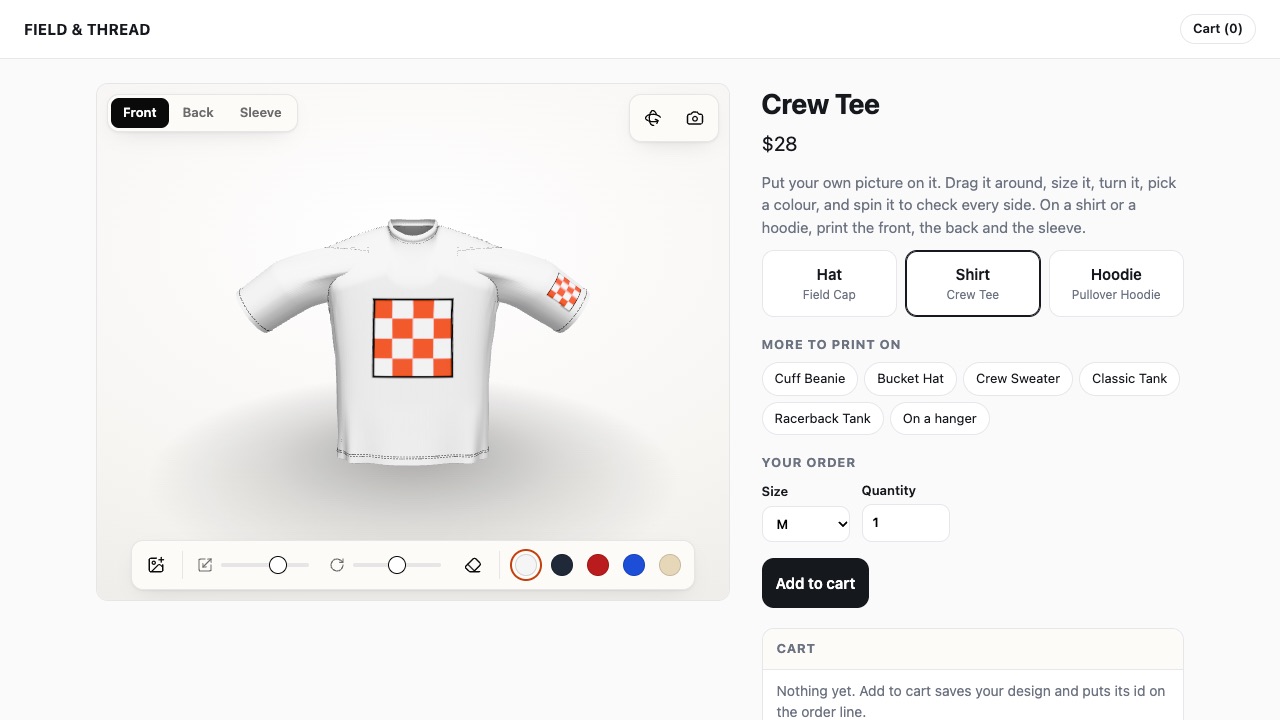 FIELD & THREAD
Cart (0)
Front
Back
Sleeve
Crew Tee
$28
Put your own picture on it. Drag it around, size it, turn it, pick
a colour, and spin it to check every side. On a shirt or a
hoodie, print the front, the back and the sleeve.
Hat
Field Cap
Shirt
Crew Tee
Hoodie
Pullover Hoodie
MORE TO PRINT ON
Cuff Beanie
Bucket Hat
Crew Sweater
Classic Tank
Racerback Tank
On a hanger
YOUR ORDER
Size
Quantity
M
1
Add to cart
CART
Nothing yet. Add to cart saves your design and puts its id on
the order line.